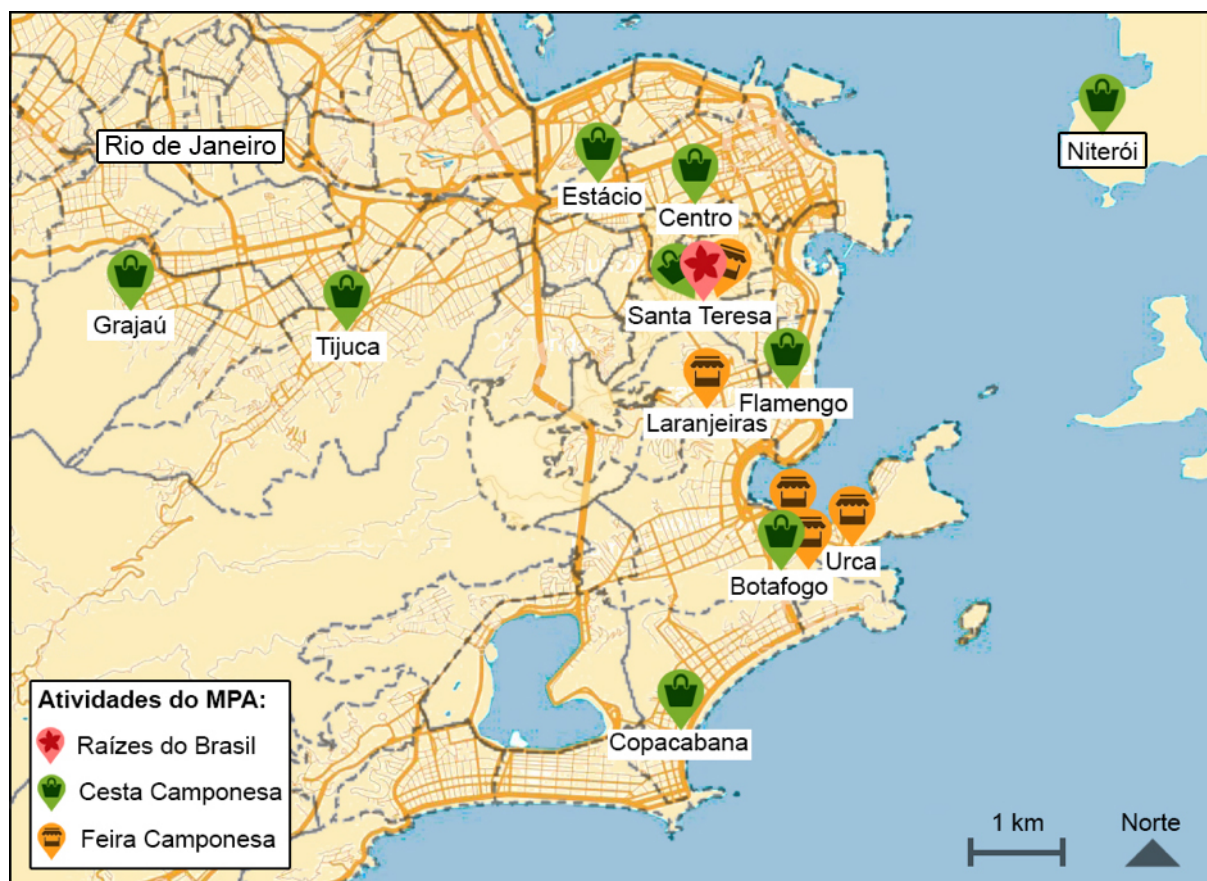 Rio de Janeiro
Niterói
Estácio
Centro
Grajaú
Tijuca
Santa Teresa
Flamengo
Laranjeiras
Urca
Botafogo
Copacabana
Atividades do MPA:
Raízes do Brasil
Cesta Camponesa
Feira Camponesa
1 km
Norte